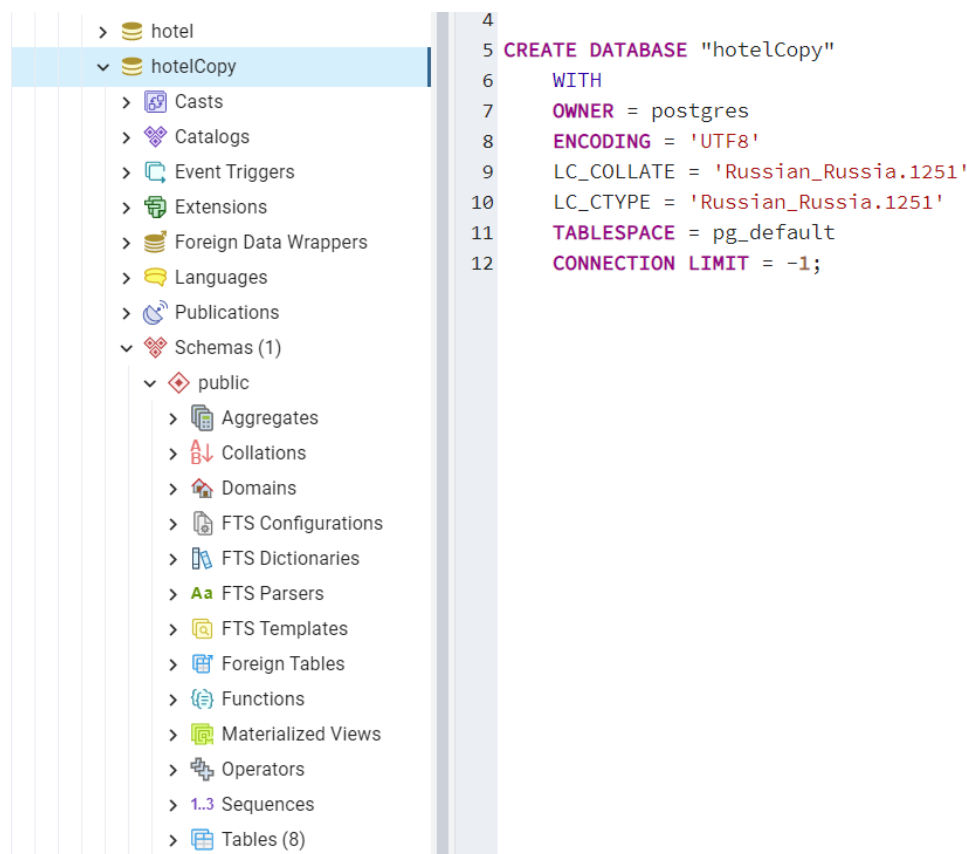 hotel
hotelCopy
Casts
Catalogs
Event Triggers
Extensions
Foreign Data Wrappers
Languages
Publications
Schemas (1)
public
Aggregates
Collations
Domains
FTS Configurations
FTS Dictionaries
Aa FTS Parsers
FTS Templates
Foreign Tables
Functions
Materialized Views
Operators
1..3 Sequences
Tables (8)
4
5 CREATE DATABASE "hotelCopy"
6 WITH
7 OWNER = postgres
8 ENCODING = 'UTF8'
9 LC_COLLATE = 'Russian_Russia.1251'
10 LC_CTYPE = 'Russian_Russia.1251'
11 TABLESPACE = pg_default
12 CONNECTION LIMIT = -1;